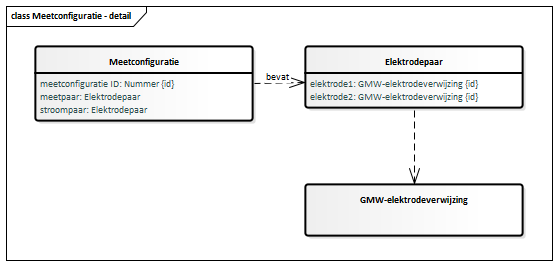 class Meetconfiguratie - detail
Meetconfiguratie
meetconfiguratie ID: Nummer {id}
meetpaar: Elektrodepaar
stroompaar: Elektrodepaar
bevat
Elektrodepaar
elektrode1: GMW-elektrodeverwijzing {id}
elektrode2: GMW-elektrodeverwijzing {id}
GMW-elektrodeverwijzing